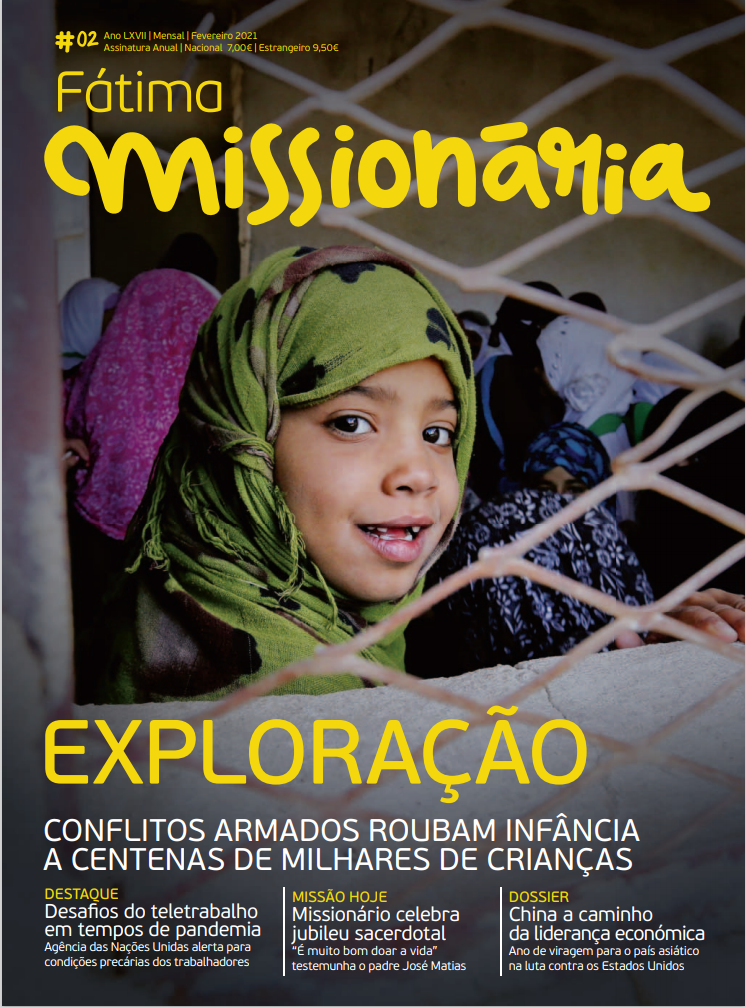 #02
Ano LXVII | Mensal | Fevereiro 2021
Assinatura Anual | Nacional 7,00€ | Estrangeiro 9,50€
Fátima
missionária
EXPLORAÇÃO
CONFLITOS ARMADOS ROUBAM INFÂNCIA
A CENTENAS DE MILHARES DE CRIANÇAS
DESTAQUE
Desafios do teletrabalho
em tempos de pandemia
Agência das Nações Unidas alerta para
condições precárias dos trabalhadores
MISSÃO HOJE
Missionário celebra
jubileu sacerdotal
“É muito bom doar a vida”
testemunha o padre José Matias
DOSSIER
China a caminho
da liderança económica
Ano de viragem para o país asiático
na luta contra os Estados Unidos